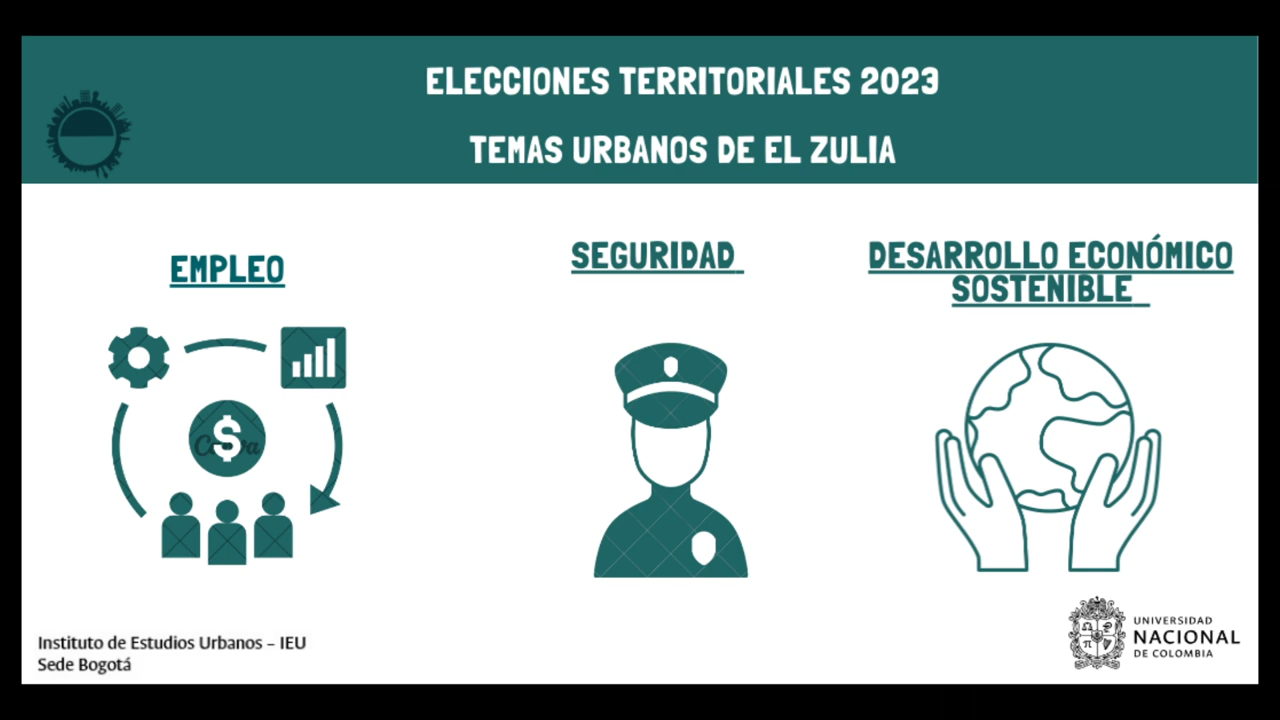 ELECCIONES TERRITORIALES 2023
TEMAS URBANOS DE EL ZULIA
EMPLEO
SEGURIDAD
DESARROLLO ECONÓMICO
SOSTENIBLE
$
Canva
Instituto de Estudios Urbanos – IEU
Sede Bogotá
UNIVERSIDAD
NACIONAL
DE COLOMBIA